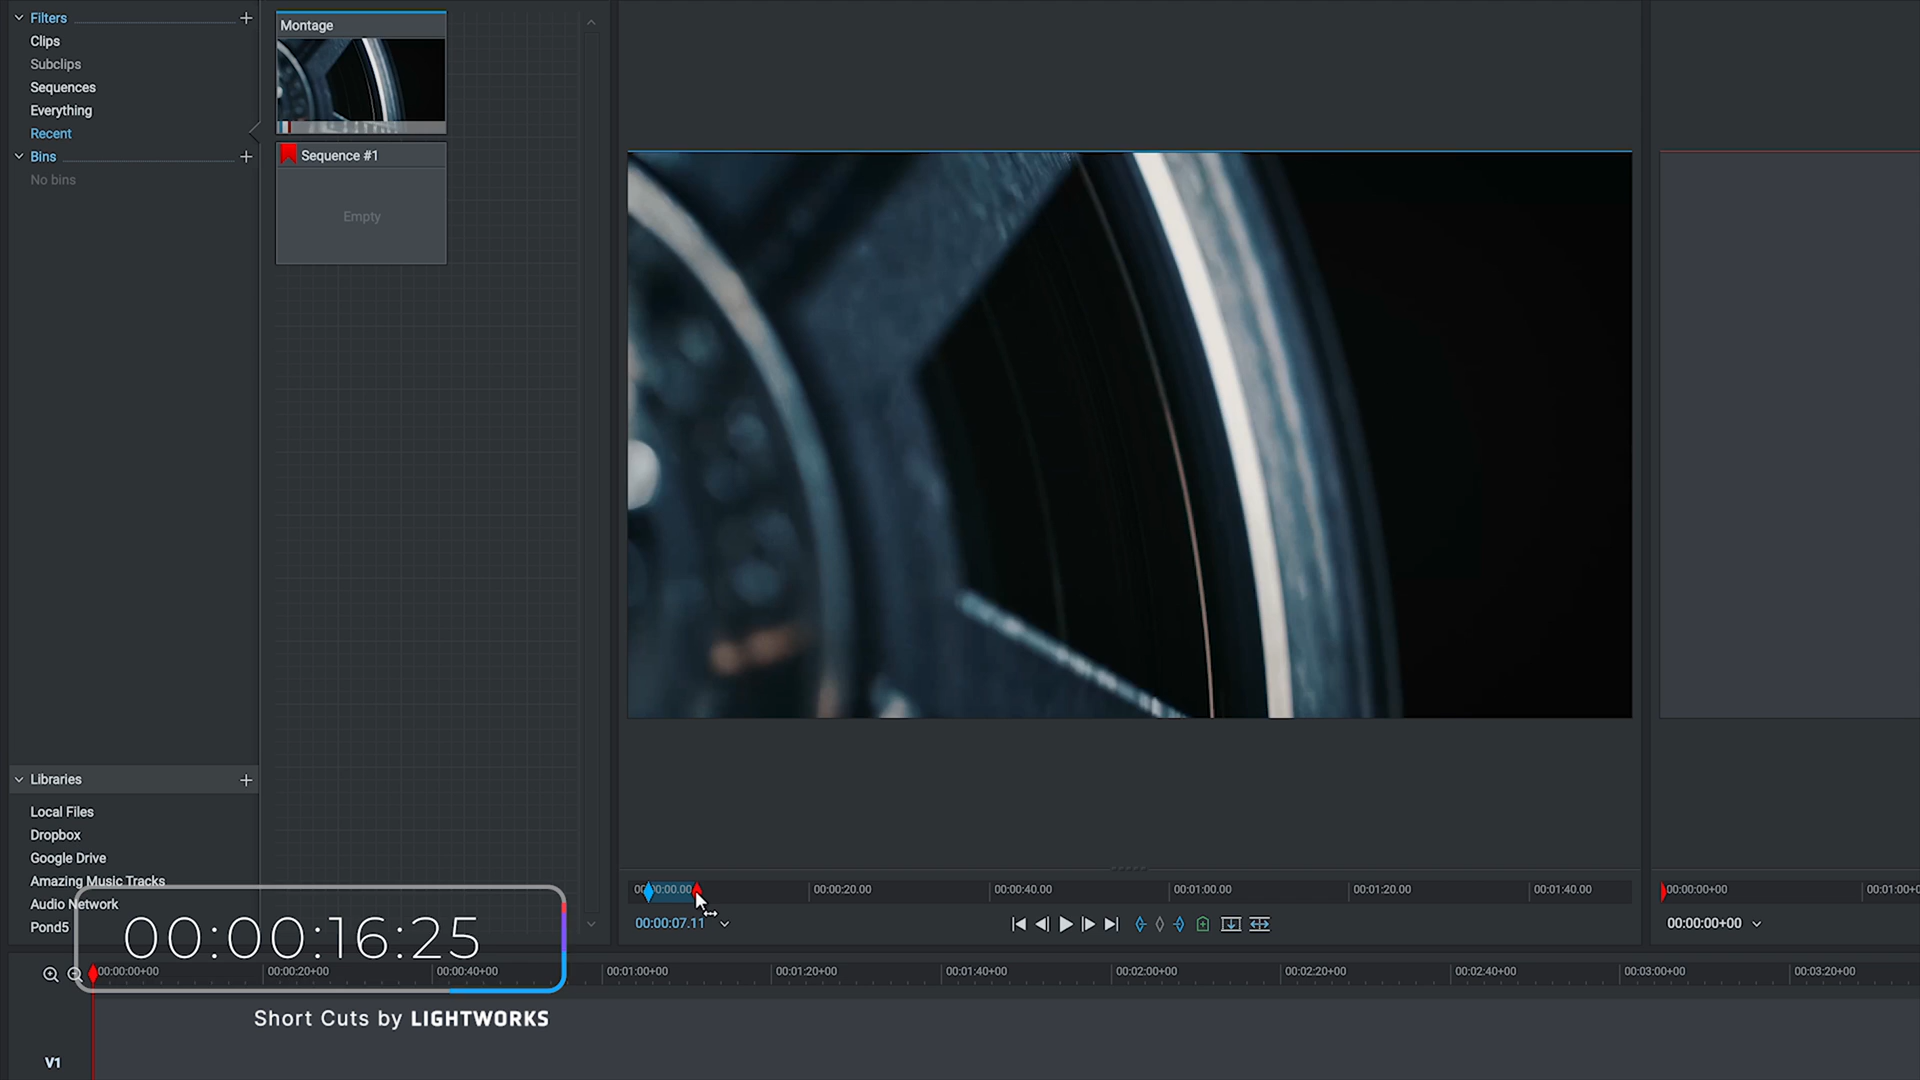 Filters
Clips
Subclips
Sequences
Everything
Recent
Bins
No bins
Montage
Sequence #1
Empty
Libraries
Local Files
Dropbox
Google Drive
Amazing Music Tracks
Audio Network
Pond5
00:00:20.00
00:00:40.00
00:01:00.00
00:01:20.00
00:01:40.00
00:00:07.11
00:00:00+00
00:00:00+00
00:00:16:25
00:00:00+00
00:00:20+00
00:00:40+00
00:01:00+00
00:01:20+00
00:01:40+00
00:02:00+00
00:02:20+00
00:02:40+00
00:03:00+00
00:03:20+00
Short Cuts by LIGHTWORKS
V1